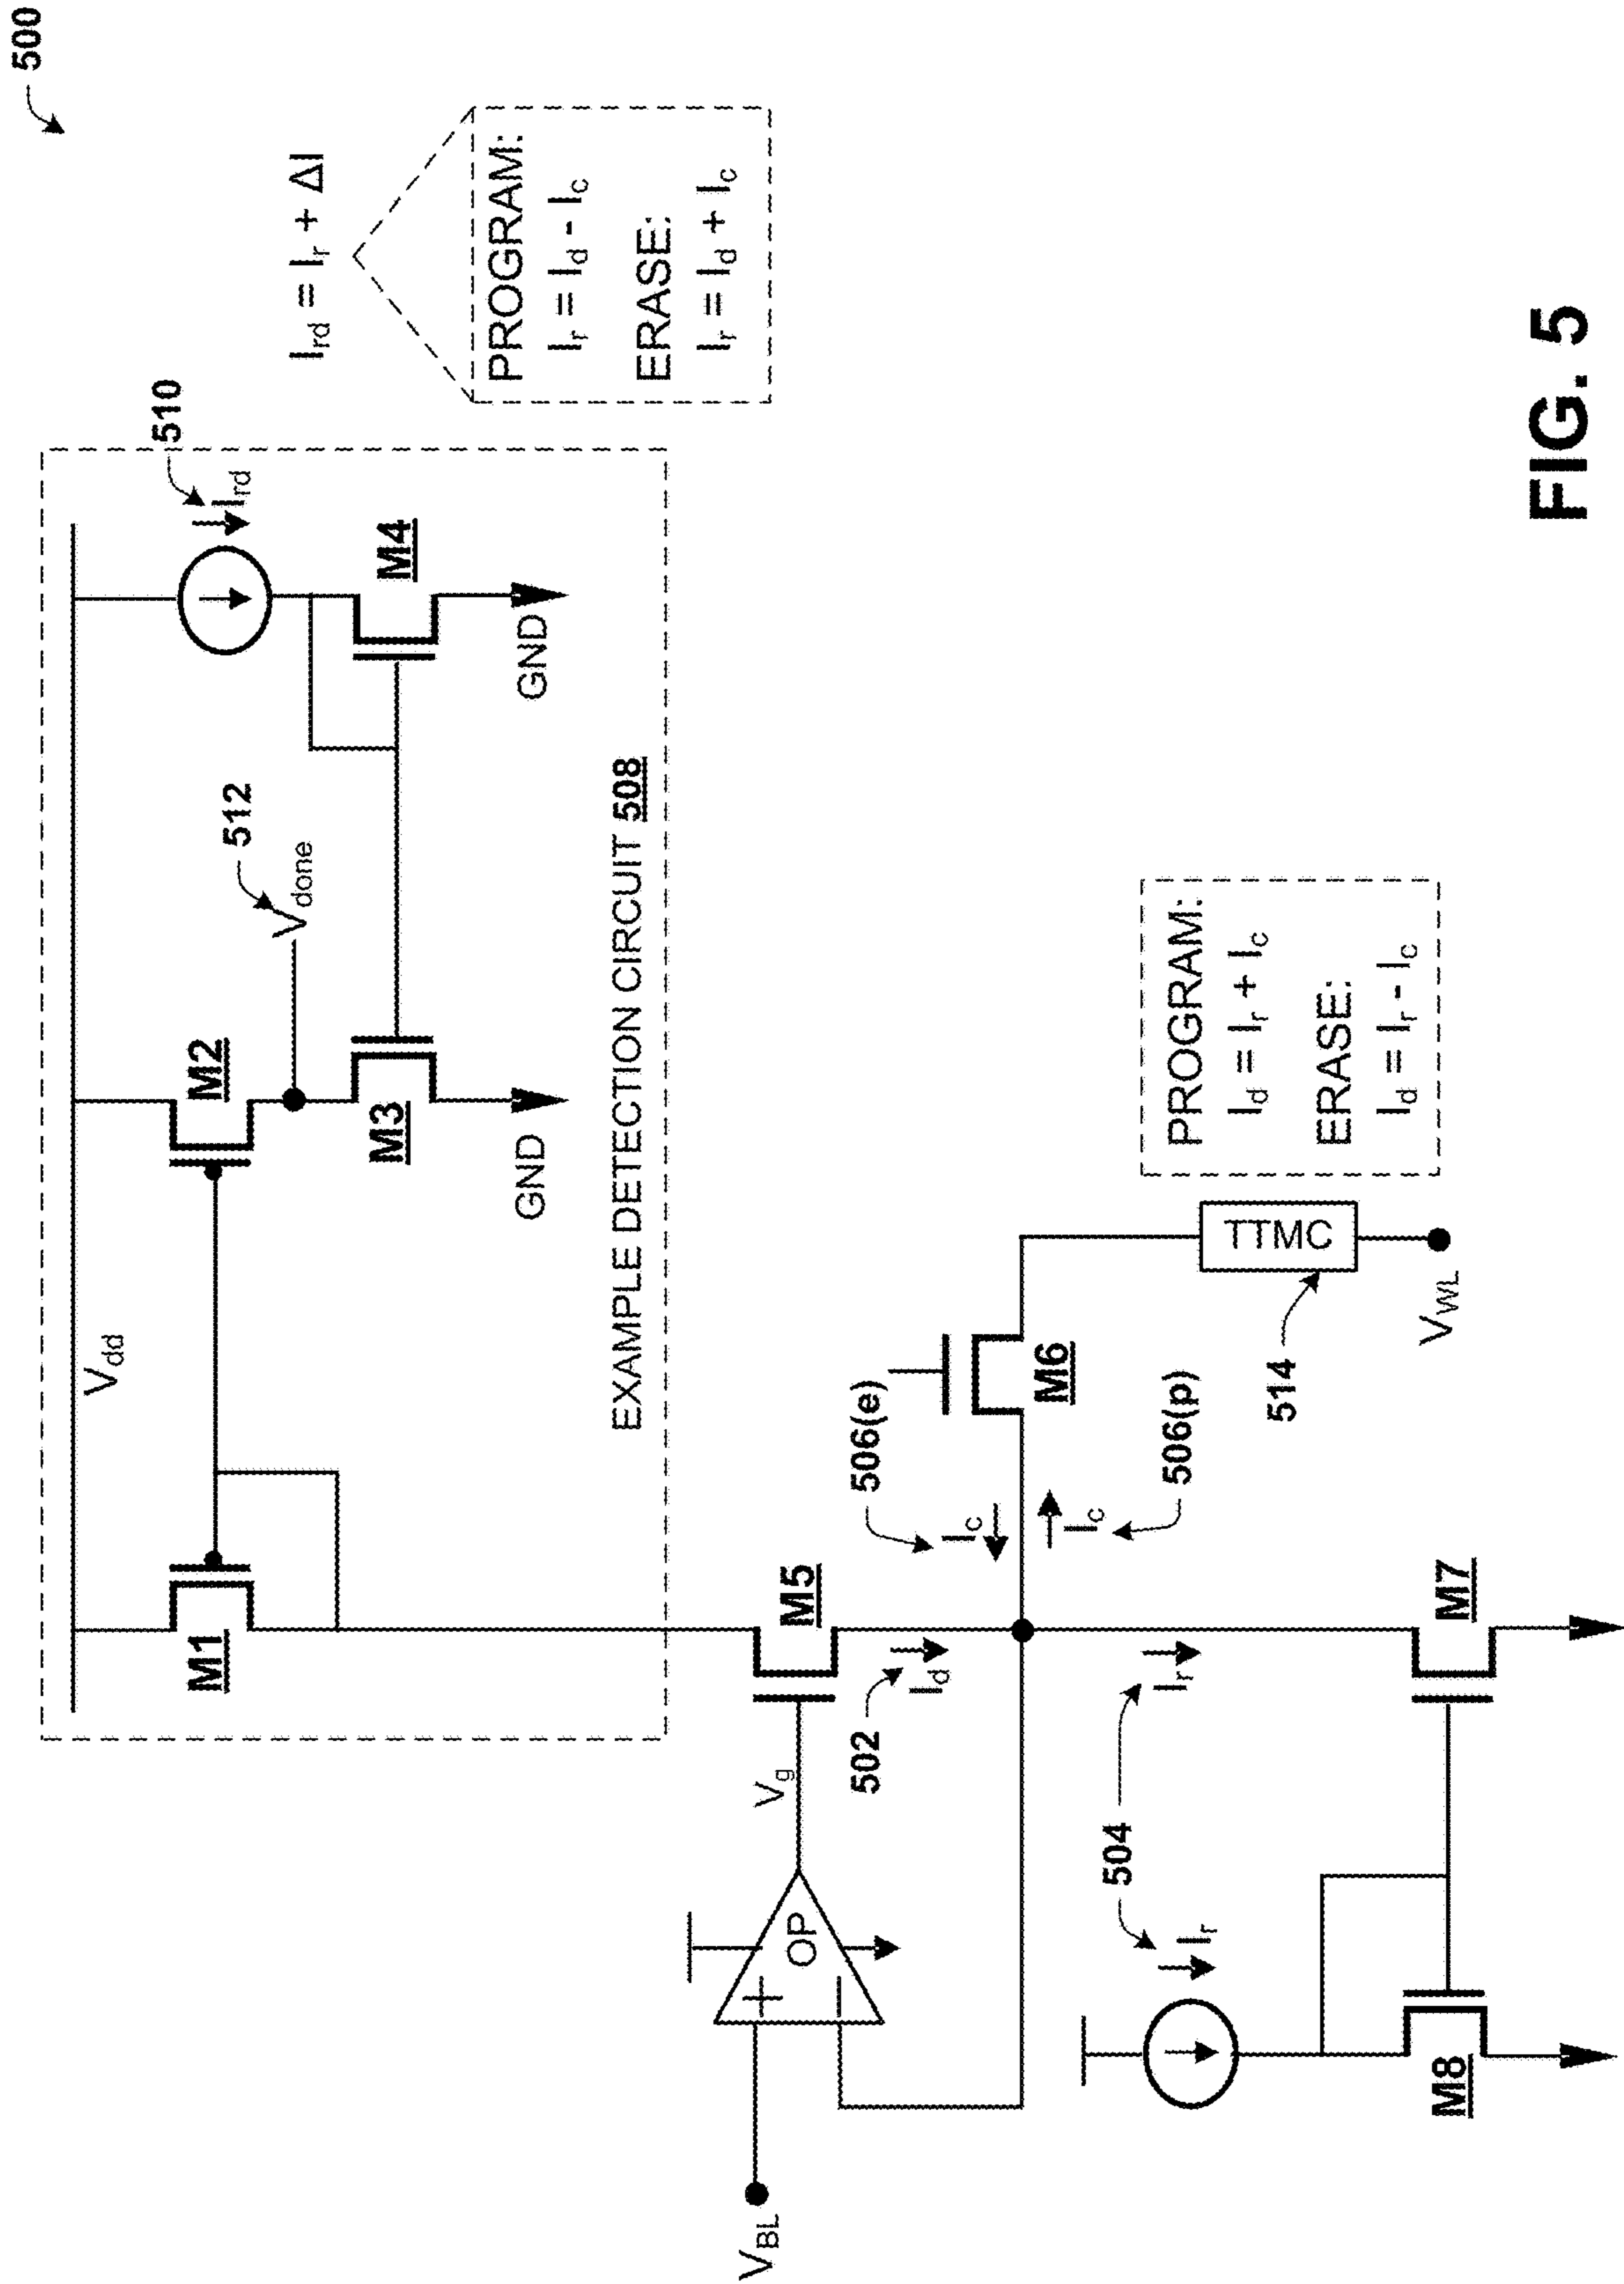 500
I_rd = I_r + ΔI
PROGRAM:
I_r = I_d - I_c
ERASE:
I_r = I_d + I_c
V_dd
M1
M2
512
V_done
510
I_rd
M3
M4
GND
GND
EXAMPLE DETECTION CIRCUIT 508
V_BL
OP
V_g
M5
502
I_d
506(e)
I_c
M6
I_c
506(p)
TTMC
514
V_WL
PROGRAM:
I_d = I_r + I_c
ERASE:
I_d = I_r - I_c
504
I_r
I_r
M8
M7
FIG. 5